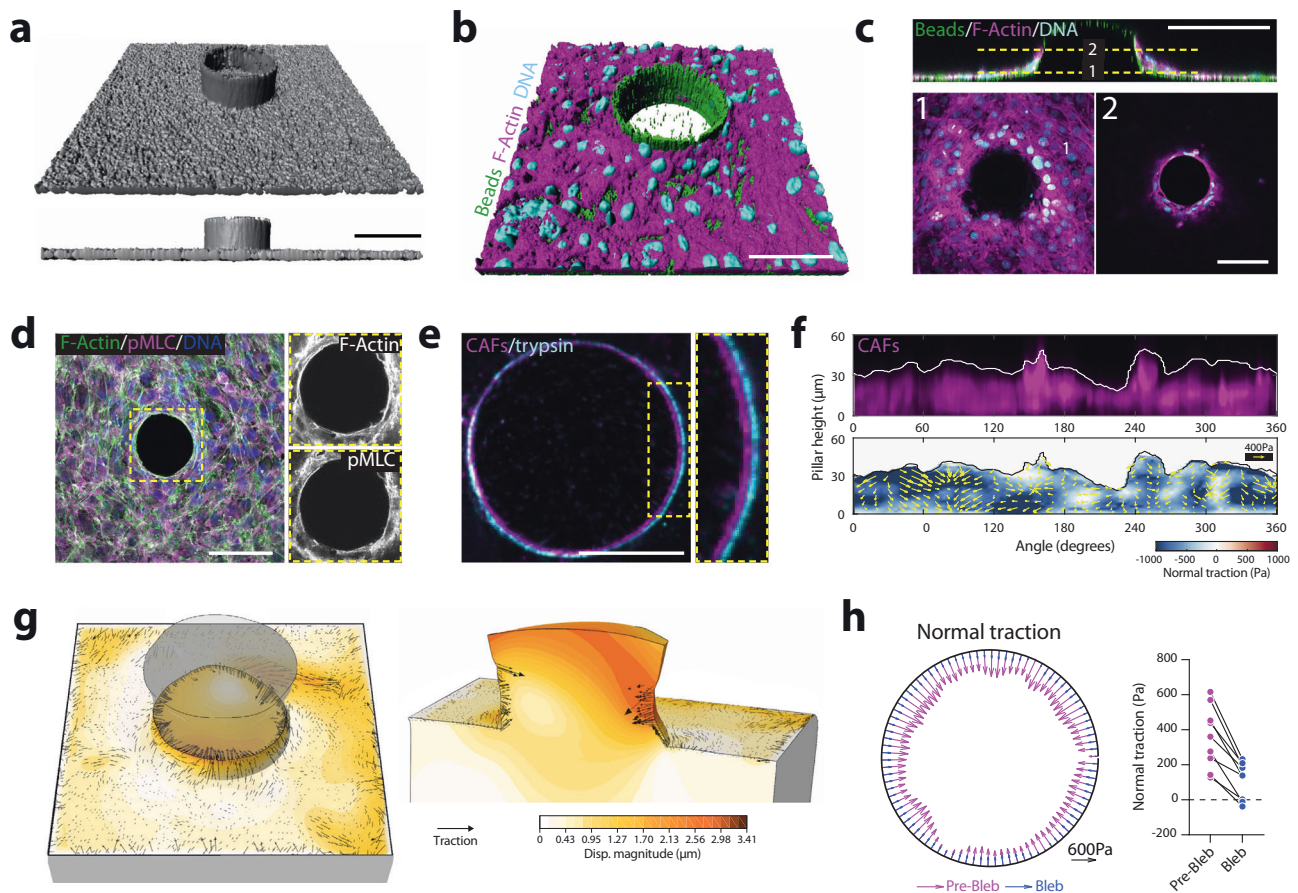 a
b
Beads F-Actin DNA
c
Beads/F-Actin/DNA
2
1
1
1
2
d
F-Actin/pMLC/DNA
F-Actin
pMLC
e
CAFs/trypsin
f
CAFs
Pillar height (μm)
60
30
0
0 60 120 180 240 300 360
400Pa
60
30
0
0 60 0 120 180 240 300 360
Angle (degrees)
-1000 -500 0 500 1000
Normal traction (Pa)
g
Traction
0 0.43 0.95 1.27 1.70 2.13 2.56 2.98 3.41
Disp. magnitude (μm)
h
Normal traction
600Pa
Pre-Bleb Bleb
Normal traction (Pa)
800
600
400
200
0
-200
Pre-Bleb
Bleb